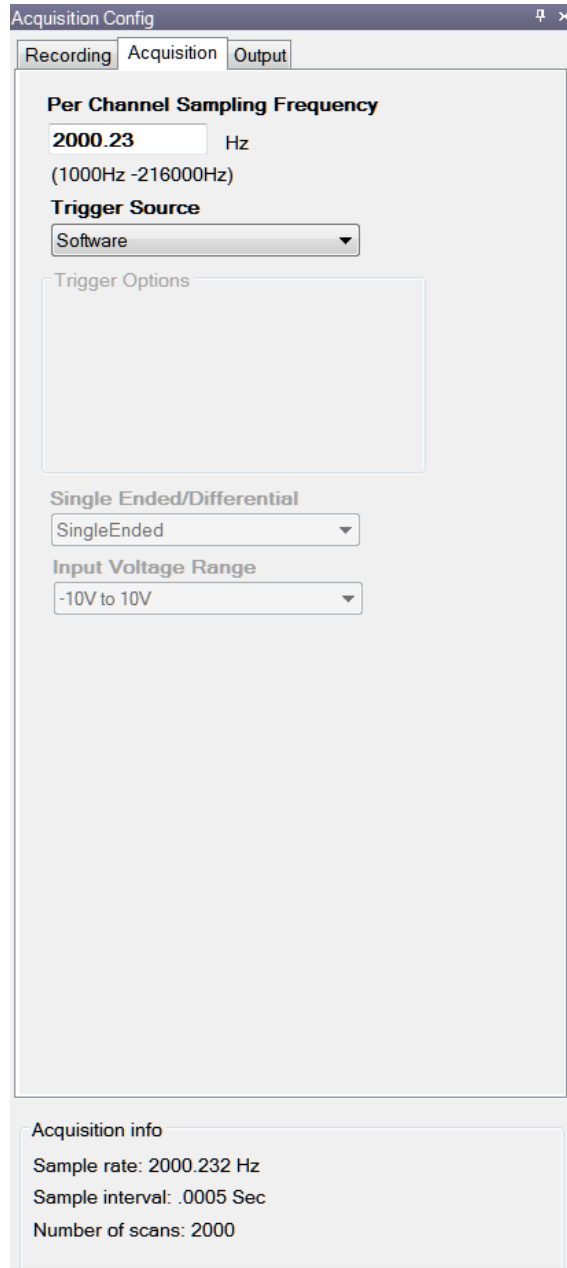 Acquisition Config
Recording Acquisition Output
Per Channel Sampling Frequency
2000.23 Hz
(1000Hz -216000Hz)
Trigger Source
Software
Trigger Options
Single Ended/Differential
SingleEnded
Input Voltage Range
-10V to 10V
Acquisition info
Sample rate: 2000.232 Hz
Sample interval: .0005 Sec
Number of scans: 2000